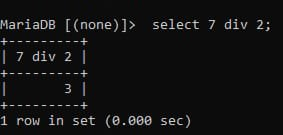 MariaDB [(none)]>  select 7 div 2;
+---------+
| 7 div 2 |
+---------+
|       3 |
+---------+
1 row in set (0.000 sec)